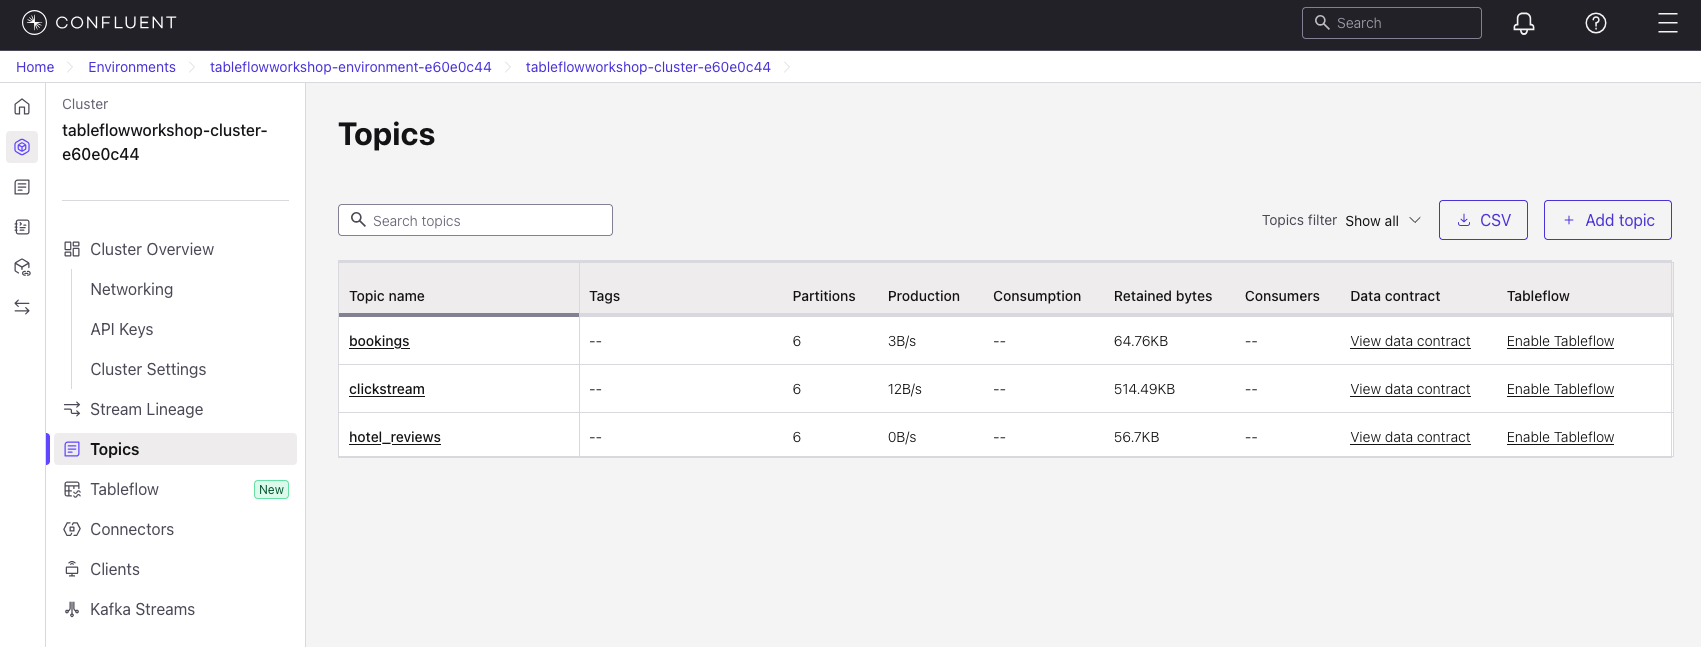 CONFLUENT
Search
Home
Environments
tableflowworkshop-environment-e60e0c44
tableflowworkshop-cluster-e60e0c44
Cluster
tableflowworkshop-cluster-
e60e0c44
Cluster Overview
Networking
API Keys
Cluster Settings
Stream Lineage
Topics
Tableflow New
Connectors
Clients
Kafka Streams
Topics
Search topics
Topics filter Show all
CSV
+ Add topic
Topic name Tags Partitions Production Consumption Retained bytes Consumers Data contract Tableflow
bookings -- 6 3B/s -- 64.76KB -- View data contract Enable Tableflow
clickstream -- 6 12B/s -- 514.49KB -- View data contract Enable Tableflow
hotel_reviews -- 6 0B/s -- 56.7KB -- View data contract Enable Tableflow